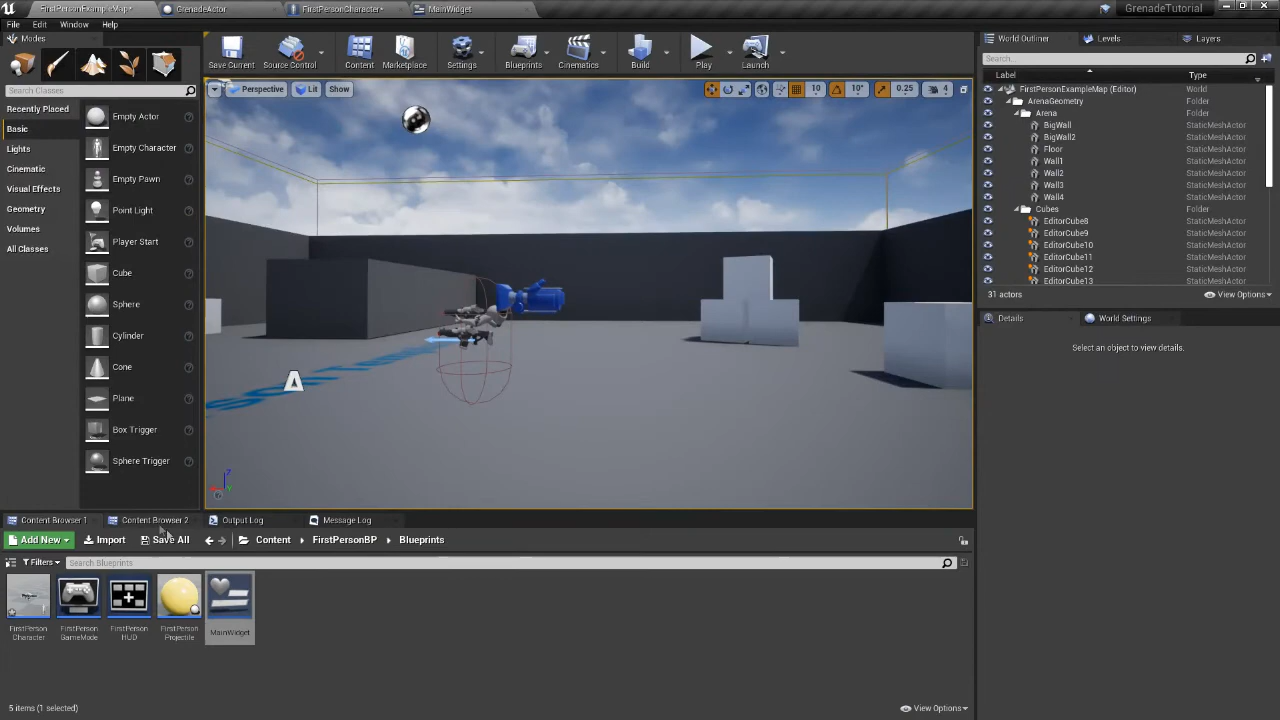 FirstPersonExampleMap*
GrenadeActor
FirstPersonCharacter*
MainWidget
GrenadeTutorial
File Edit Window Help
Modes
Search Classes
Recently Placed
Basic
Lights
Cinematic
Visual Effects
Geometry
Volumes
All Classes
Empty Actor
Empty Character
Empty Pawn
Point Light
Player Start
Cube
Sphere
Cylinder
Cone
Plane
Box Trigger
Sphere Trigger
Save Current
Source Control
Content
Marketplace
Settings
Blueprints
Cinematics
Build
Play
Launch
Perspective Lit Show
10 10° 0.25 4
World Outliner Levels Layers
Search...
Label Type
FirstPersonExampleMap (Editor) World
ArenaGeometry Folder
Arena Folder
BigWall StaticMeshActor
BigWall2 StaticMeshActor
Floor StaticMeshActor
Wall1 StaticMeshActor
Wall2 StaticMeshActor
Wall3 StaticMeshActor
Wall4 StaticMeshActor
Cubes Folder
EditorCube8 StaticMeshActor
EditorCube9 StaticMeshActor
EditorCube10 StaticMeshActor
EditorCube11 StaticMeshActor
EditorCube12 StaticMeshActor
EditorCube13 StaticMeshActor
31 actors View Options
Details World Settings
Select an object to view details.
Content Browser 1 Content Browser 2 Output Log Message Log
Add New Import Save All Content FirstPersonBP Blueprints
Filters Search Blueprints
FirstPerson
Character
FirstPerson
GameMode
FirstPerson
HUD
FirstPerson
Projectile
MainWidget
5 items (1 selected) View Options